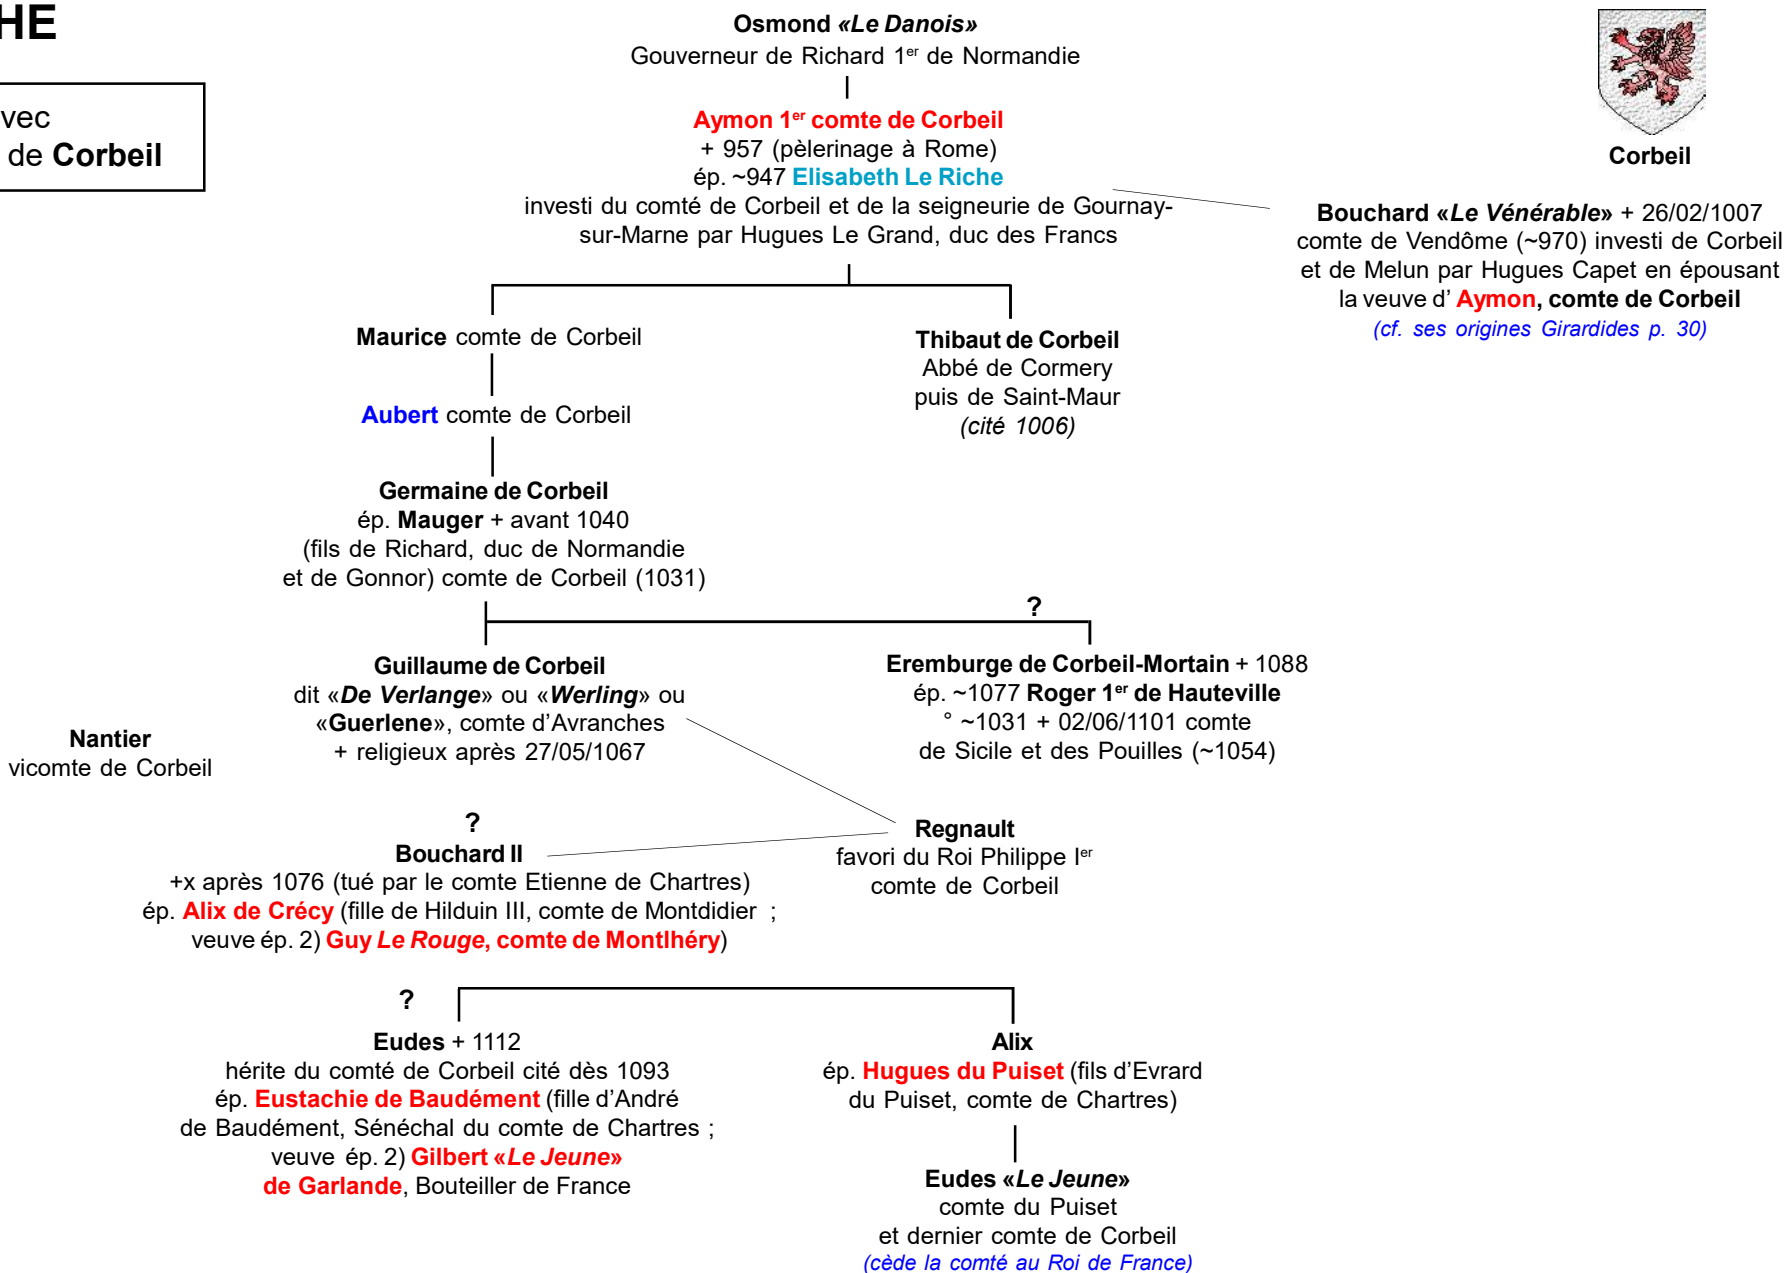 HE
vec
de Corbeil
Osmond «Le Danois»
Gouverneur de Richard 1er de Normandie
Aymon 1er comte de Corbeil
+ 957 (pèlerinage à Rome)
ép. ~947 Elisabeth Le Riche
investi du comté de Corbeil et de la seigneurie de Gournay-
sur-Marne par Hugues Le Grand, duc des Francs
Corbeil
Bouchard «Le Vénérable» + 26/02/1007
comte de Vendôme (~970) investi de Corbeil
et de Melun par Hugues Capet en épousant
la veuve d' Aymon, comte de Corbeil
(cf. ses origines Girardides p. 30)
Maurice comte de Corbeil
Thibaut de Corbeil
Abbé de Cormery
puis de Saint-Maur
(cité 1006)
Aubert comte de Corbeil
Germaine de Corbeil
ép. Mauger + avant 1040
(fils de Richard, duc de Normandie
et de Gonnor) comte de Corbeil (1031)
?
Guillaume de Corbeil
dit «De Verlange» ou «Werling» ou
«Guerlene», comte d'Avranches
+ religieux après 27/05/1067
Eremburge de Corbeil-Mortain + 1088
ép. ~1077 Roger 1er de Hauteville
° ~1031 + 02/06/1101 comte
de Sicile et des Pouilles (~1054)
Nantier
vicomte de Corbeil
?
Bouchard II
+x après 1076 (tué par le comte Etienne de Chartres)
ép. Alix de Crécy (fille de Hilduin III, comte de Montdidier ;
veuve ép. 2) Guy Le Rouge, comte de Montlhéry)
Regnault
favori du Roi Philippe Ier
comte de Corbeil
?
Eudes + 1112
hérite du comté de Corbeil cité dès 1093
ép. Eustachie de Baudément (fille d'André
de Baudément, Sénéchal du comte de Chartres ;
veuve ép. 2) Gilbert «Le Jeune»
de Garlande, Bouteiller de France
Alix
ép. Hugues du Puiset (fils d'Evrard
du Puiset, comte de Chartres)
Eudes «Le Jeune»
comte du Puiset
et dernier comte de Corbeil
(cède la comté au Roi de France)